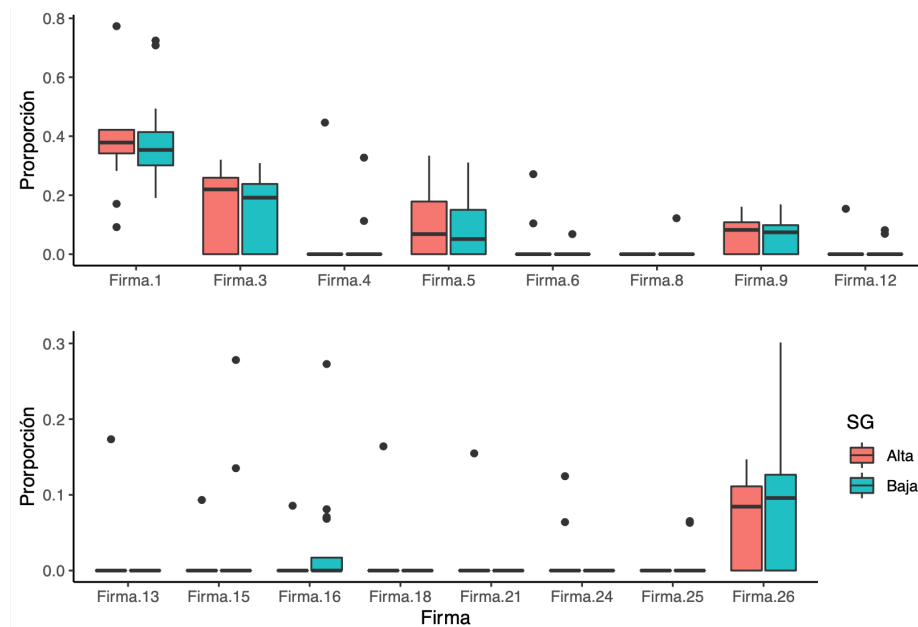 0.8
0.6
0.4
0.2
0.0
Prorporción
Firma.1 Firma.3 Firma.4 Firma.5 Firma.6 Firma.8 Firma.9 Firma.12
0.3
0.2
0.1
0.0
Prorporción
Firma.13 Firma.15 Firma.16 Firma.18 Firma.21 Firma.24 Firma.25 Firma.26
Firma
SG
Alta
Baja